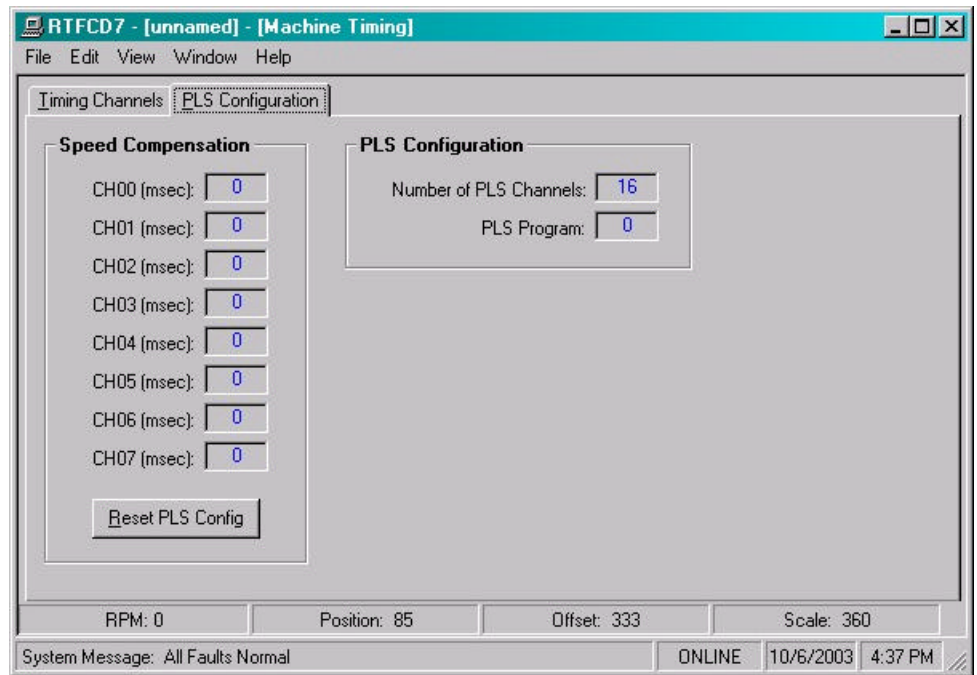 RTFCD7 - [unnamed] - [Machine Timing]
File Edit View Window Help
Timing Channels PLS Configuration
Speed Compensation
CH00 (msec): 0
CH01 (msec): 0
CH02 (msec): 0
CH03 (msec): 0
CH04 (msec): 0
CH05 (msec): 0
CH06 (msec): 0
CH07 (msec): 0
Reset PLS Config
PLS Configuration
Number of PLS Channels: 16
PLS Program: 0
RPM: 0 Position: 85 Offset: 333 Scale: 360
System Message: All Faults Normal ONLINE 10/6/2003 4:37 PM